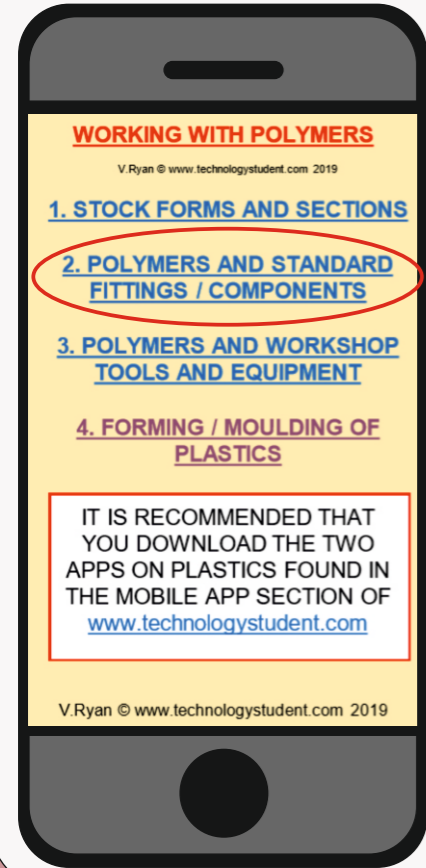 WORKING WITH POLYMERS
V.Ryan © www.technologystudent.com 2019
1. STOCK FORMS AND SECTIONS
2. POLYMERS AND STANDARD
FITTINGS / COMPONENTS
3. POLYMERS AND WORKSHOP
TOOLS AND EQUIPMENT
4. FORMING / MOULDING OF
PLASTICS
IT IS RECOMMENDED THAT
YOU DOWNLOAD THE TWO
APPS ON PLASTICS FOUND IN
THE MOBILE APP SECTION OF
www.technologystudent.com
V.Ryan © www.technologystudent.com 2019